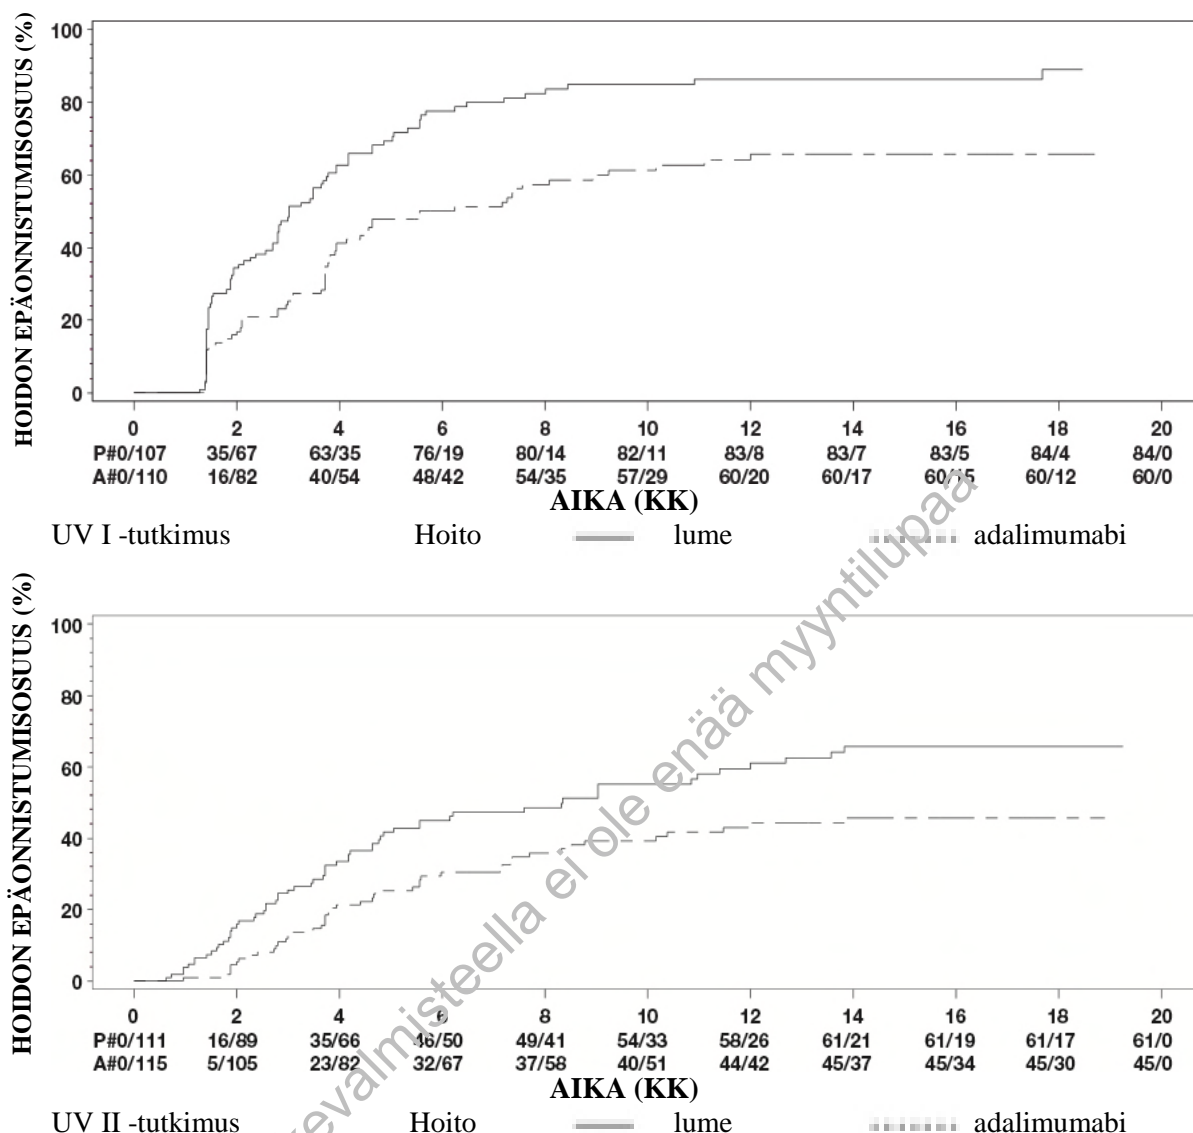 HOIDON EPÄONNISTUMISOSUUS (%)
100
80
60
40
20
0
0 2 4 6 8 10 12 14 16 18 20
P#0/107 35/67 63/35 76/19 80/14 82/11 83/8 83/7 83/5 84/4 84/0
A#0/110 16/82 40/54 48/42 54/35 57/29 60/20 60/17 60/15 60/12 60/0
AIKA (KK)
UV I -tutkimus Hoito lume adalimumabi
HOIDON EPÄONNISTUMISOSUUS (%)
100
80
60
40
20
0
0 2 4 6 8 10 12 14 16 18 20
P#0/111 16/89 35/66 46/50 49/41 54/33 58/26 61/21 61/19 61/17 61/0
A#0/115 5/105 23/82 32/67 37/58 40/51 44/42 45/37 45/34 45/30 45/0
AIKA (KK)
UV II -tutkimus Hoito lume adalimumabi
evalmisteella ei ole enää myyntilupaa